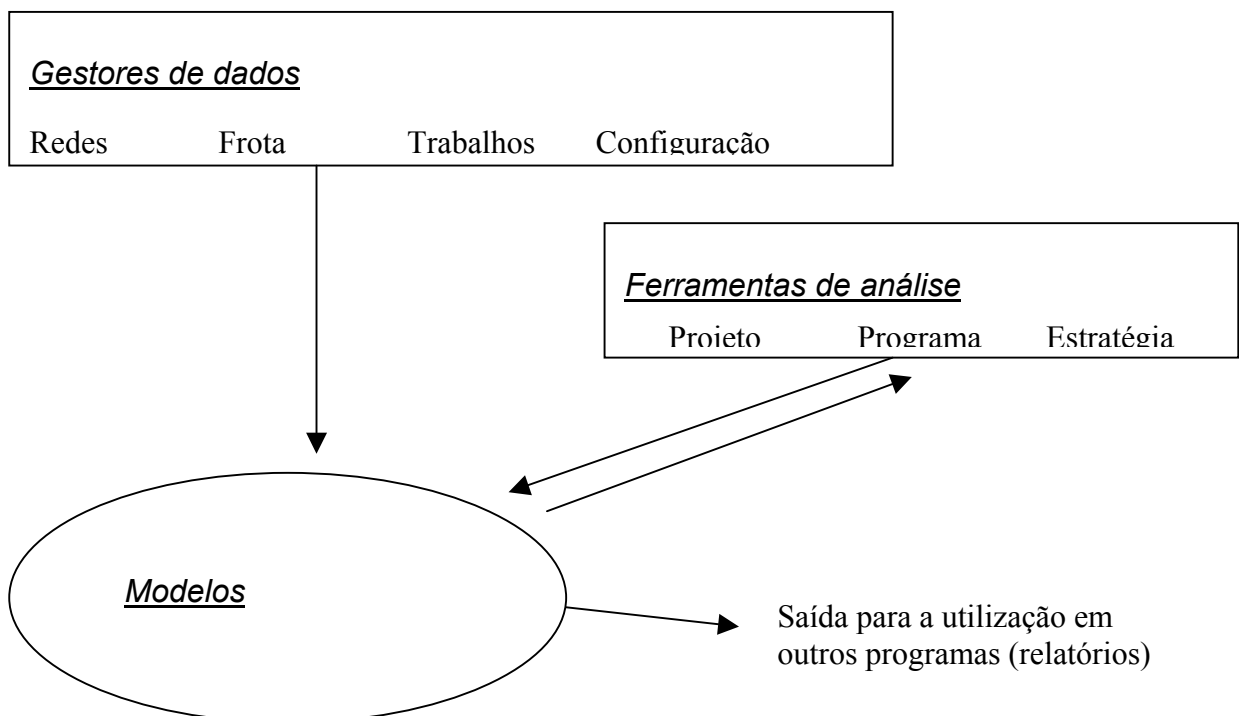 Gestores de dados
Redes Frota Trabalhos Configuração
Ferramentas de análise
Projeto Programa Estratégia
Modelos
Saída para a utilização em
outros programas (relatórios)